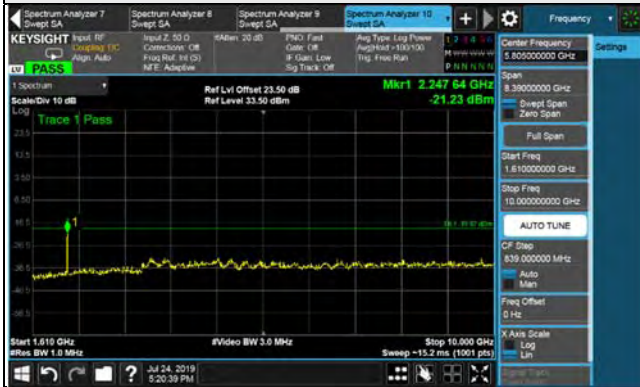 Spectrum Analyzer 7
Swept SA
Spectrum Analyzer 8
Swept SA
Spectrum Analyzer 9
Swept SA
Spectrum Analyzer 10
Swept SA
Frequency
KEYSIGHT
Input: RF
Coupling: DC
Align: Auto
Input Z: 50 Ω
Corrections: Off
Freq Ref: Int (S)
NFE: Adaptive
#Atten: 20 dB
PNO: Fast
Gate: Off
IF Gain: Low
Sig Track: Off
Avg Type: Log-Power
Avg|Hold >100/100
Trig: Free Run
LU PASS
1 Spectrum
Scale/Div 10 dB
Log
Ref Lvl Offset 23.50 dB
Ref Level 33.50 dBm
Mkr1 2.247 64 GHz
-21.23 dBm
Trace 1 Pass
23.5
13.5
3.50
-6.50
-16.5
-26.5
-36.5
-46.5
-56.5
1
Start 1.610 GHz
#Res BW 1.0 MHz
#Video BW 3.0 MHz
Stop 10.000 GHz
Sweep ~15.2 ms (1001 pts)
Jul 24, 2019
5:20:39 PM
Center Frequency
5.805000000 GHz
Settings
Span
8.39000000 GHz
Swept Span
Zero Span
Full Span
Start Freq
1.610000000 GHz
Stop Freq
10.000000000 GHz
AUTO TUNE
CF Step
839.000000 MHz
Auto
Man
Freq Offset
0 Hz
X Axis Scale
Log
Lin